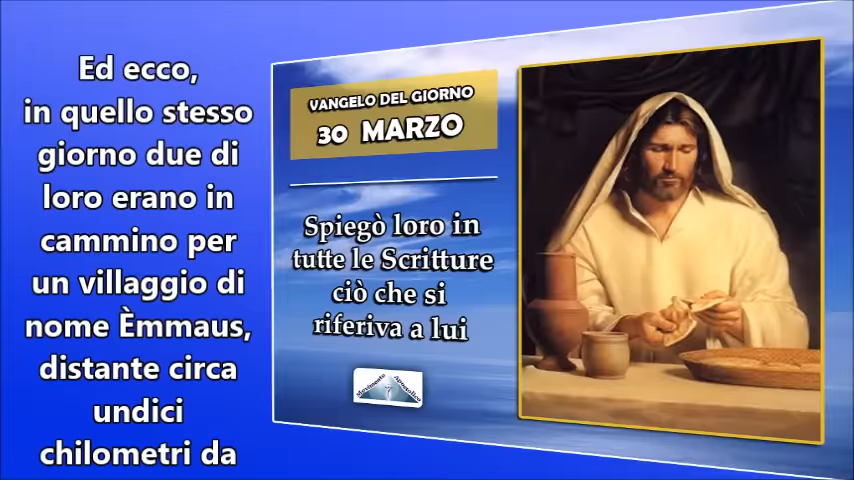 Ed ecco,
in quello stesso
giorno due di
loro erano in
cammino per
un villaggio di
nome Èmmaus,
distante circa
undici
chilometri da
VANGELO DEL GIORNO
30 MARZO
Spiegò loro in
tutte le Scritture
ciò che si
riferiva a lui
Movimento Apostolico